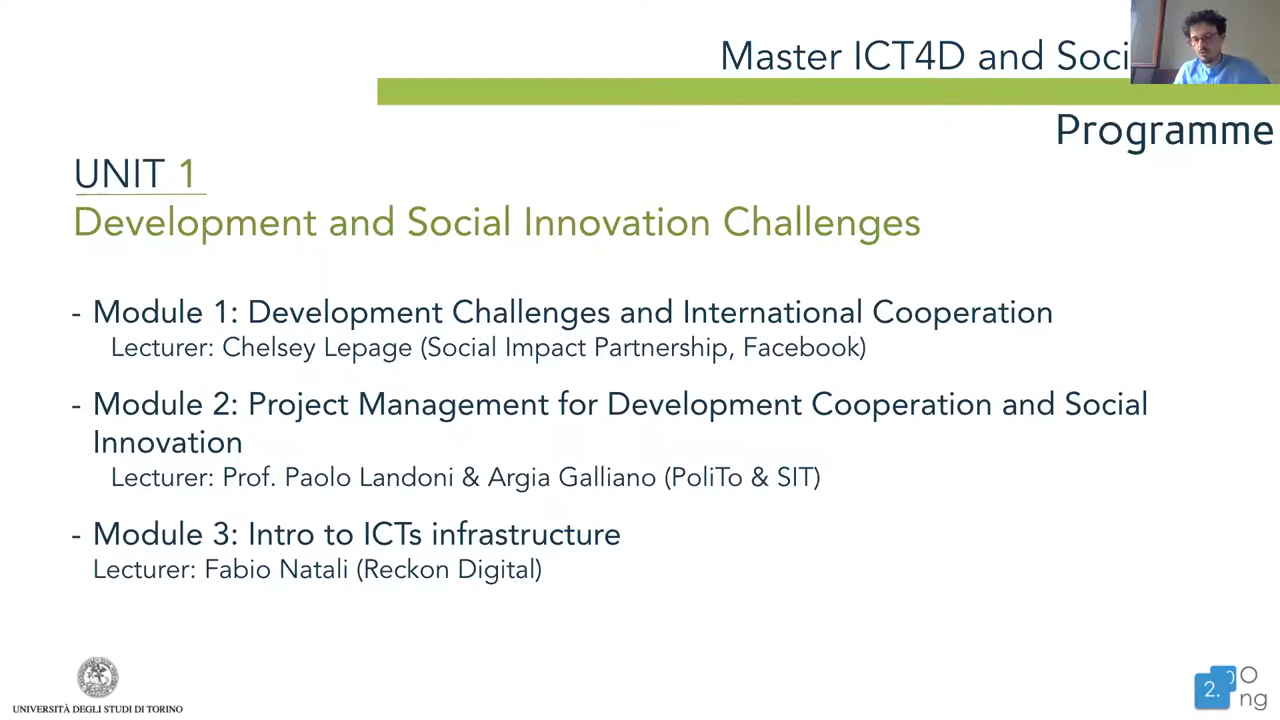 Master ICT4D and Soci
Programme
UNIT 1
Development and Social Innovation Challenges
- Module 1: Development Challenges and International Cooperation
Lecturer: Chelsey Lepage (Social Impact Partnership, Facebook)
- Module 2: Project Management for Development Cooperation and Social
Innovation
Lecturer: Prof. Paolo Landoni & Argia Galliano (PoliTo & SIT)
- Module 3: Intro to ICTs infrastructure
Lecturer: Fabio Natali (Reckon Digital)
UNIVERSITÀ DEGLI STUDI DI TORINO
2.0
ong